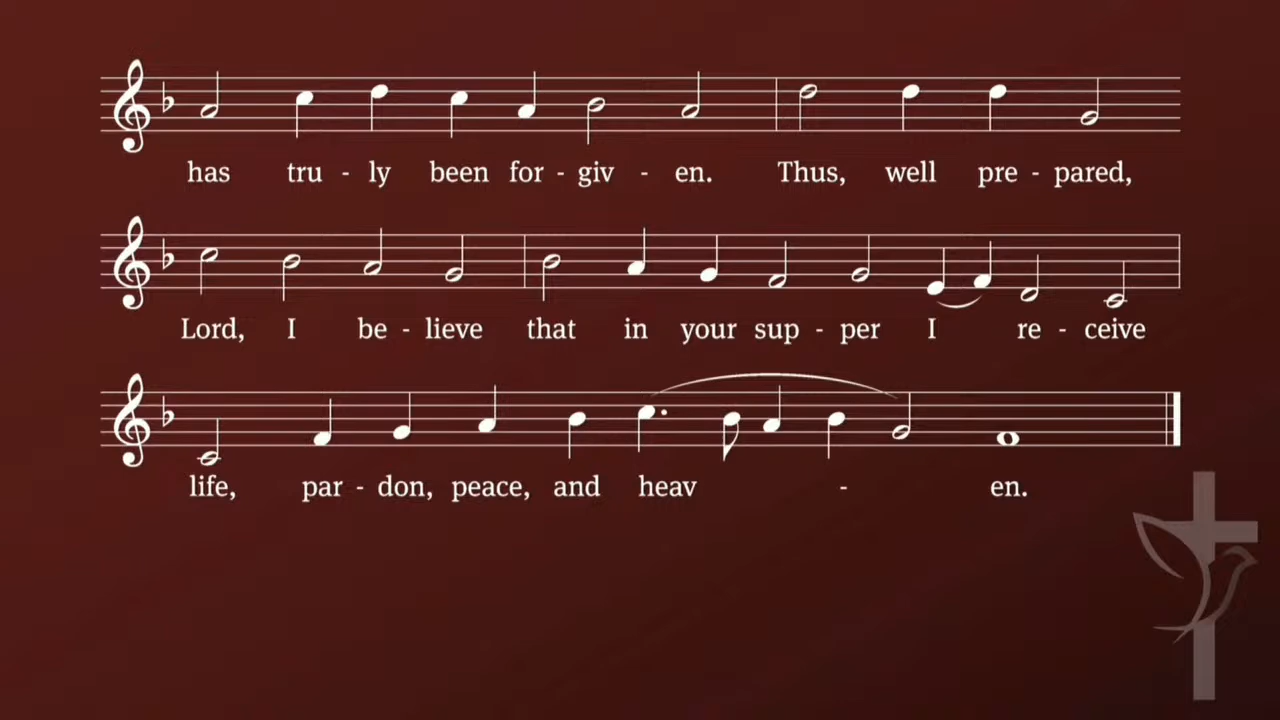 has tru - ly been for - giv - en. Thus, well pre - pared,
Lord, I be - lieve that in your sup - per I re - ceive
life, par - don, peace, and heav - en.